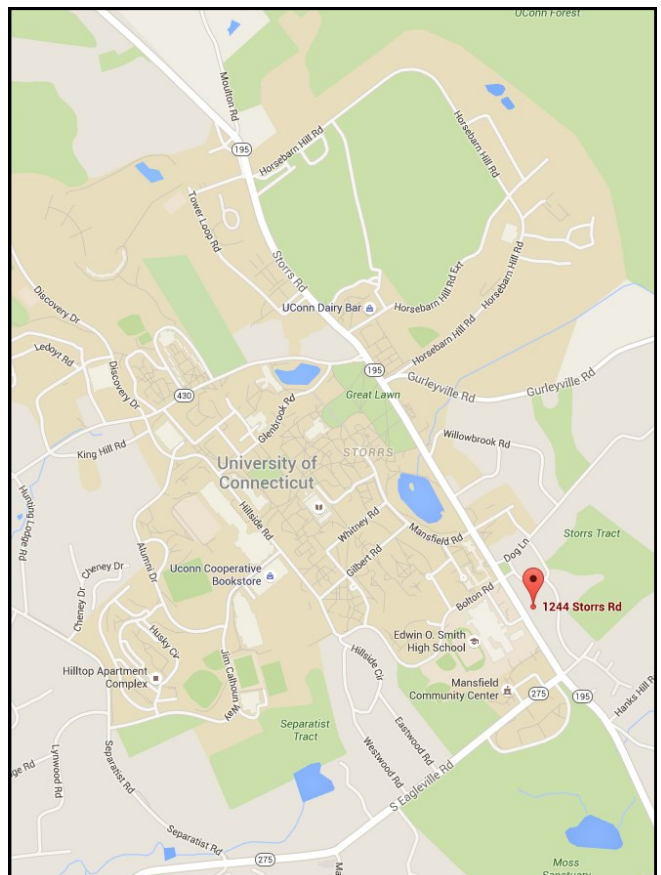 UConn Forest
Moulton Rd
195
Horsebarn Hill Rd
Horsebarn Hill Rd
Tower Loop Rd
Storrs Rd
Horsebarn Hill Rd Ext
Horsebarn Hill Rd
UConn Dairy Bar
Discovery Dr
Horsebarn Hill Rd
Ledoyt Rd
Discovery Dr
195
Gurleyville Rd
Gurleyville Rd
430
Great Lawn
Glenbrook Rd
King Hill Rd
Willowbrook Rd
STORRS
University of
Connecticut
Hunting Lodge Rd
Hillside Rd
Whitney Rd
Mansfield Rd
Storrs Tract
Gilbert Rd
Dog Ln
Alumni Dr
Cheney Dr
Uconn Cooperative
Bookstore
Cheney Dr
Bolton Rd
1244 Storrs Rd
Husky Cir
Edwin O. Smith
High School
Hillside Cir
Hilltop Apartment
Complex
Jim Calhoun Way
Mansfield
Community Center
275
195
Hanks Hill R
Separatist
Tract
Eastwood Rd
Westwood Rd
Lynwood Rd
Separatist Rd
ge Rd
S Eagleville Rd
Separatist Rd
275
Ma
Moss
Sanctuary